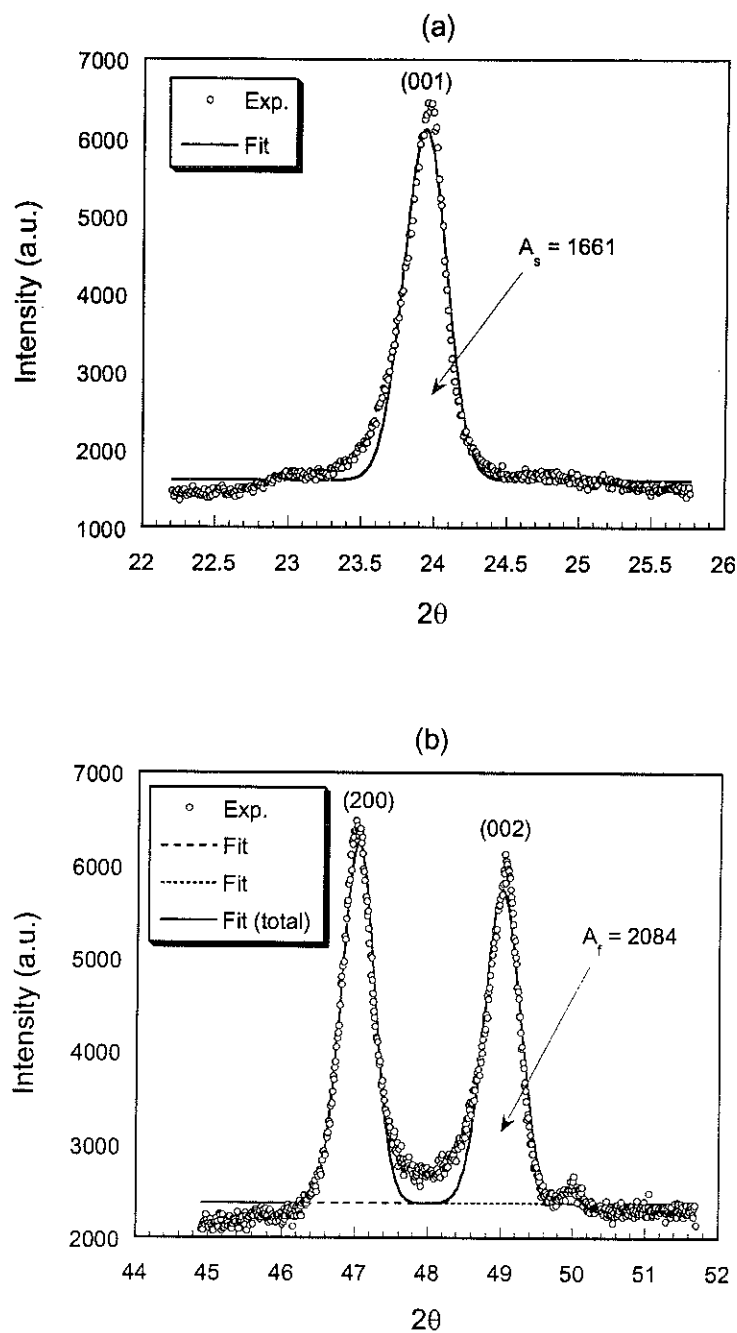 (a)
7000
6000
5000
4000
3000
2000
1000
Intensity (a.u.)
Exp.
Fit
(001)
A_s = 1661
22 22.5 23 23.5 24 24.5 25 25.5 26
2θ
(b)
7000
6000
5000
4000
3000
2000
Intensity (a.u.)
Exp.
Fit
Fit
Fit (total)
(200)
(002)
A_f = 2084
44 45 46 47 48 49 50 51 52
2θ